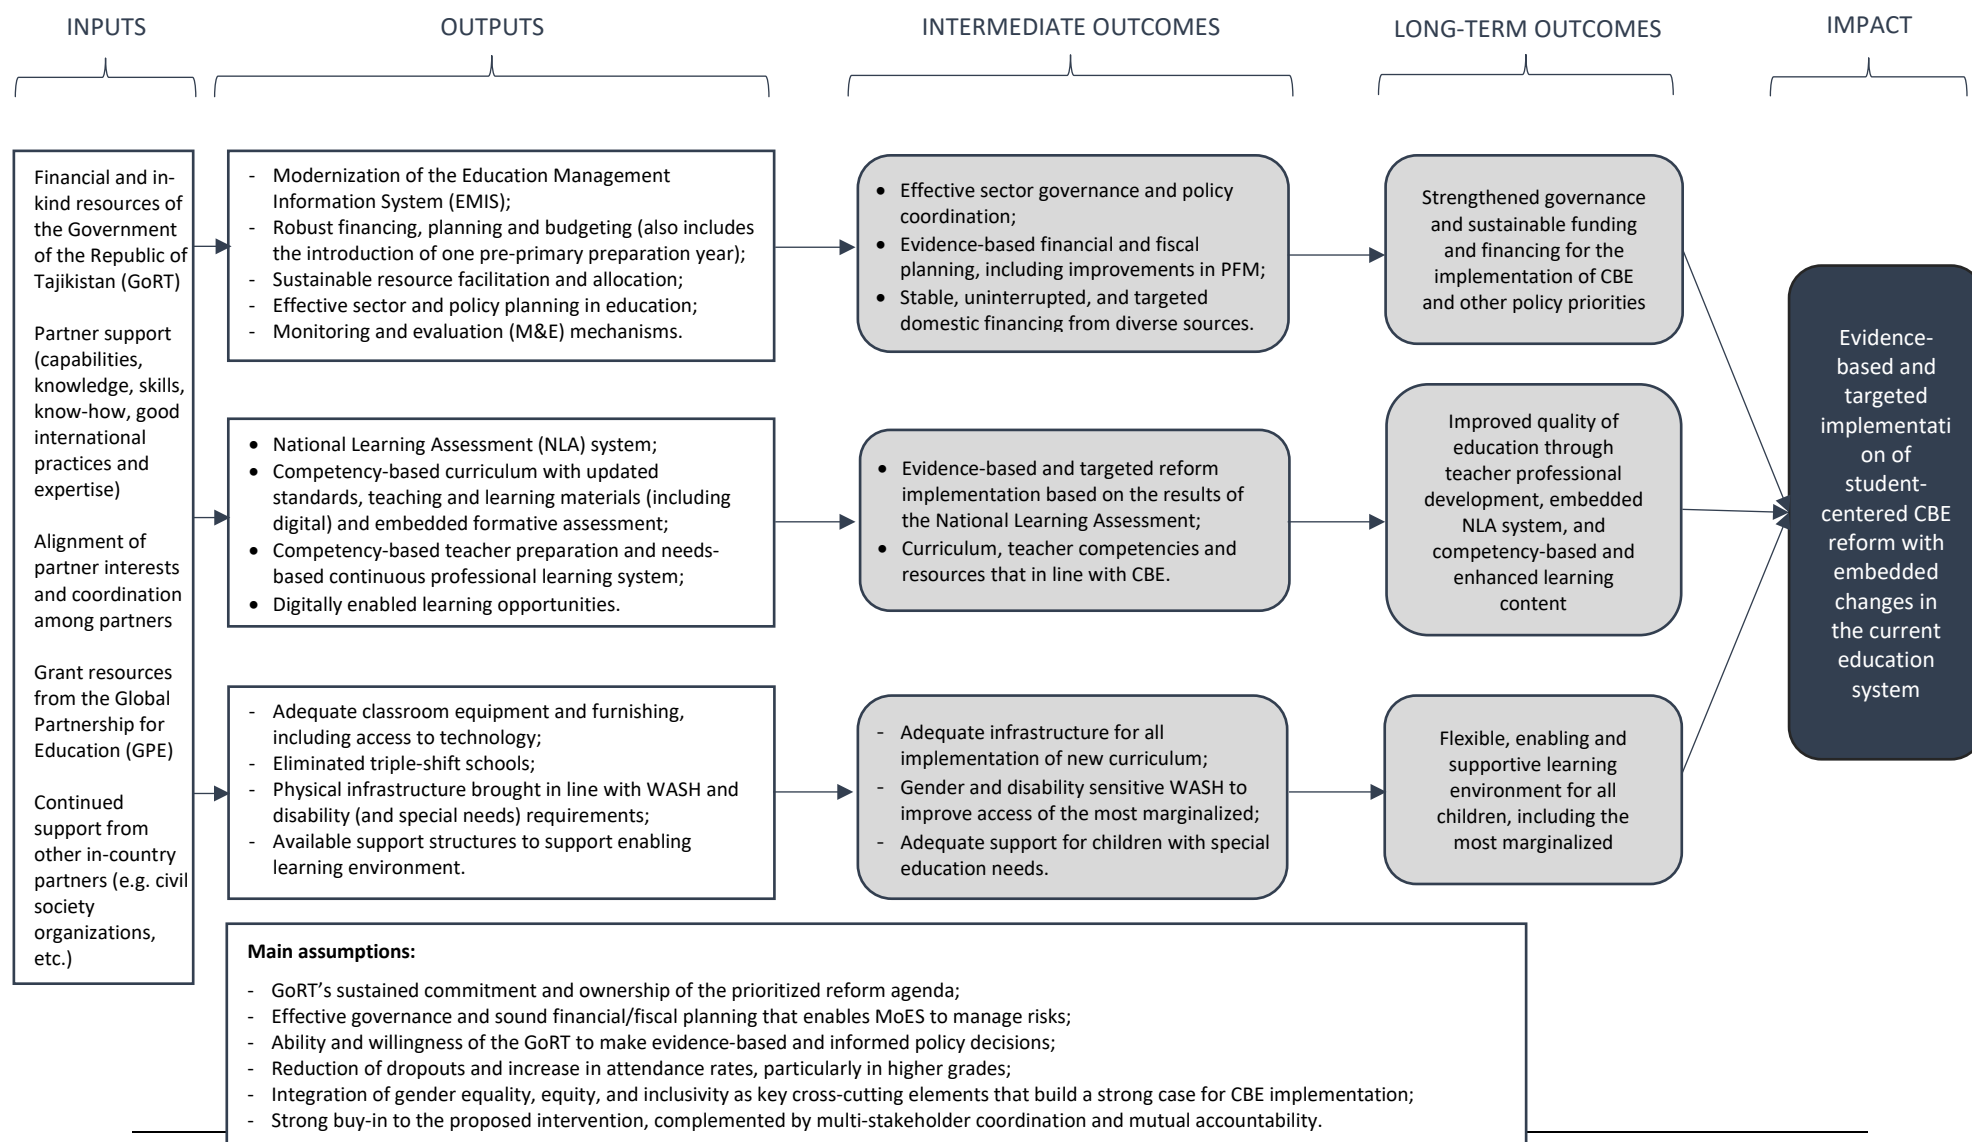 INPUTS
OUTPUTS
INTERMEDIATE OUTCOMES
LONG-TERM OUTCOMES
IMPACT
Financial and in-
kind resources of
the Government
of the Republic of
Tajikistan (GoRT)
Partner support
(capabilities,
knowledge, skills,
know-how, good
international
practices and
expertise)
Alignment of
partner interests
and coordination
among partners
Grant resources
from the Global
Partnership for
Education (GPE)
Continued
support from
other in-country
partners (e.g. civil
society
organizations,
etc.)
- Modernization of the Education Management
Information System (EMIS);
- Robust financing, planning and budgeting (also includes
the introduction of one pre-primary preparation year);
- Sustainable resource facilitation and allocation;
- Effective sector and policy planning in education;
- Monitoring and evaluation (M&E) mechanisms.
• Effective sector governance and policy
coordination;
• Evidence-based financial and fiscal
planning, including improvements in PFM;
• Stable, uninterrupted, and targeted
domestic financing from diverse sources.
Strengthened governance
and sustainable funding
and financing for the
implementation of CBE
and other policy priorities
• National Learning Assessment (NLA) system;
• Competency-based curriculum with updated
standards, teaching and learning materials (including
digital) and embedded formative assessment;
• Competency-based teacher preparation and needs-
based continuous professional learning system;
• Digitally enabled learning opportunities.
• Evidence-based and targeted reform
implementation based on the results of
the National Learning Assessment;
• Curriculum, teacher competencies and
resources that in line with CBE.
Improved quality of
education through
teacher professional
development, embedded
NLA system, and
competency-based and
enhanced learning
content
- Adequate classroom equipment and furnishing,
including access to technology;
- Eliminated triple-shift schools;
- Physical infrastructure brought in line with WASH and
disability (and special needs) requirements;
- Available support structures to support enabling
learning environment.
- Adequate infrastructure for all
implementation of new curriculum;
- Gender and disability sensitive WASH to
improve access of the most marginalized;
- Adequate support for children with special
education needs.
Flexible, enabling and
supportive learning
environment for all
children, including the
most marginalized
Evidence-
based and
targeted
implementati
on of
student-
centered CBE
reform with
embedded
changes in
the current
education
system
Main assumptions:
- GoRT's sustained commitment and ownership of the prioritized reform agenda;
- Effective governance and sound financial/fiscal planning that enables MoES to manage risks;
- Ability and willingness of the GoRT to make evidence-based and informed policy decisions;
- Reduction of dropouts and increase in attendance rates, particularly in higher grades;
- Integration of gender equality, equity, and inclusivity as key cross-cutting elements that build a strong case for CBE implementation;
- Strong buy-in to the proposed intervention, complemented by multi-stakeholder coordination and mutual accountability.